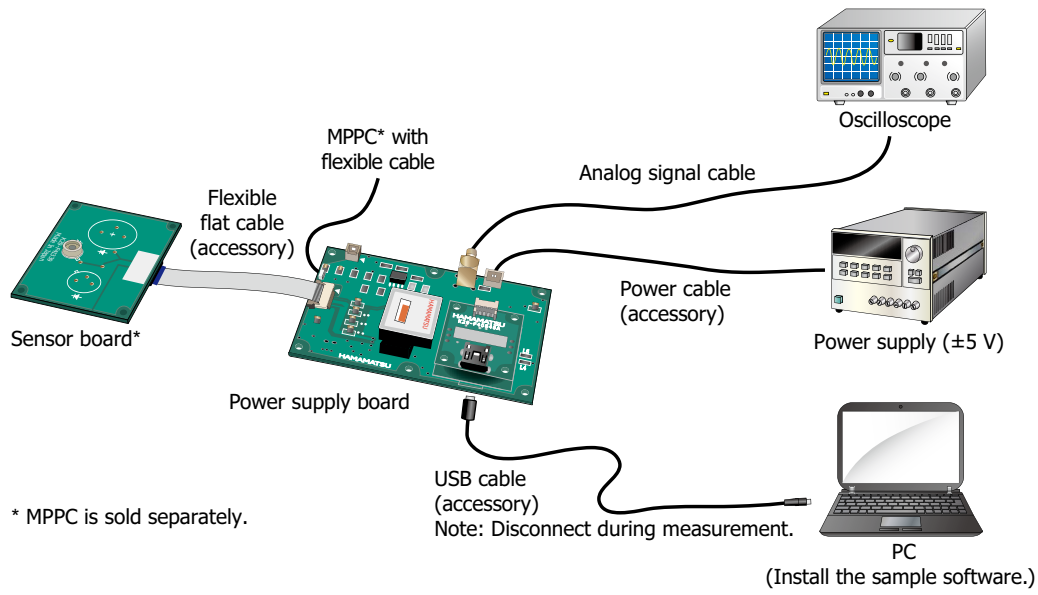 Oscilloscope
MPPC* with
flexible cable
Analog signal cable
Flexible
flat cable
(accessory)
Power cable
(accessory)
Sensor board*
Power supply (±5 V)
HAMAMATSU
HAMAMATSU
Power supply board
USB cable
(accessory)
Note: Disconnect during measurement.
* MPPC is sold separately.
PC
(Install the sample software.)